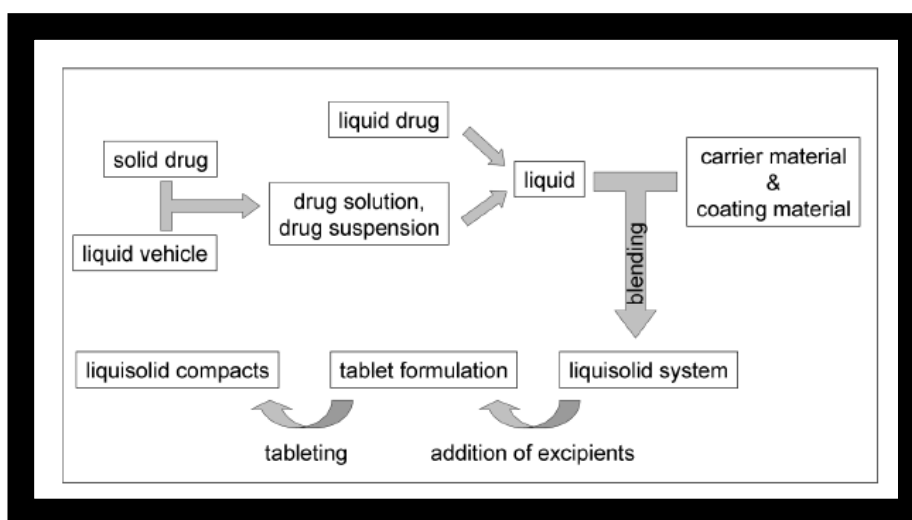 liquid drug
solid drug
carrier material
&
coating material
liquid
drug solution,
drug suspension
liquid vehicle
blending
liquisolid compacts
tablet formulation
liquisolid system
tableting
addition of excipients